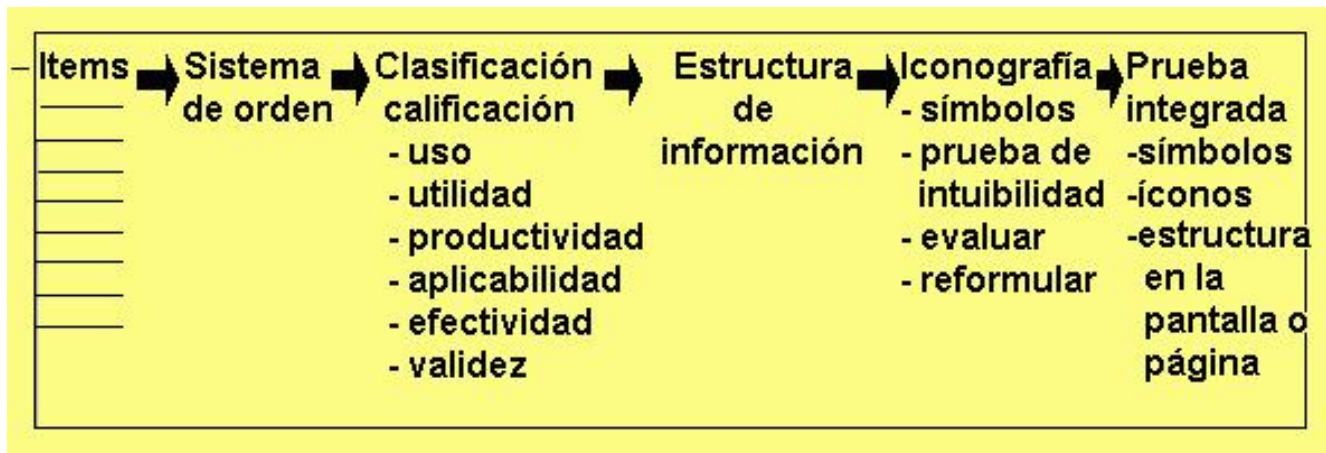 Items
Sistema
de orden
Clasificación
calificación
- uso
- utilidad
- productividad
- aplicabilidad
- efectividad
- validez
Estructura
de
información
Iconografía
- símbolos
- prueba de
intuibilidad
- evaluar
- reformular
Prueba
integrada
-símbolos
-íconos
-estructura
en la
pantalla o
página